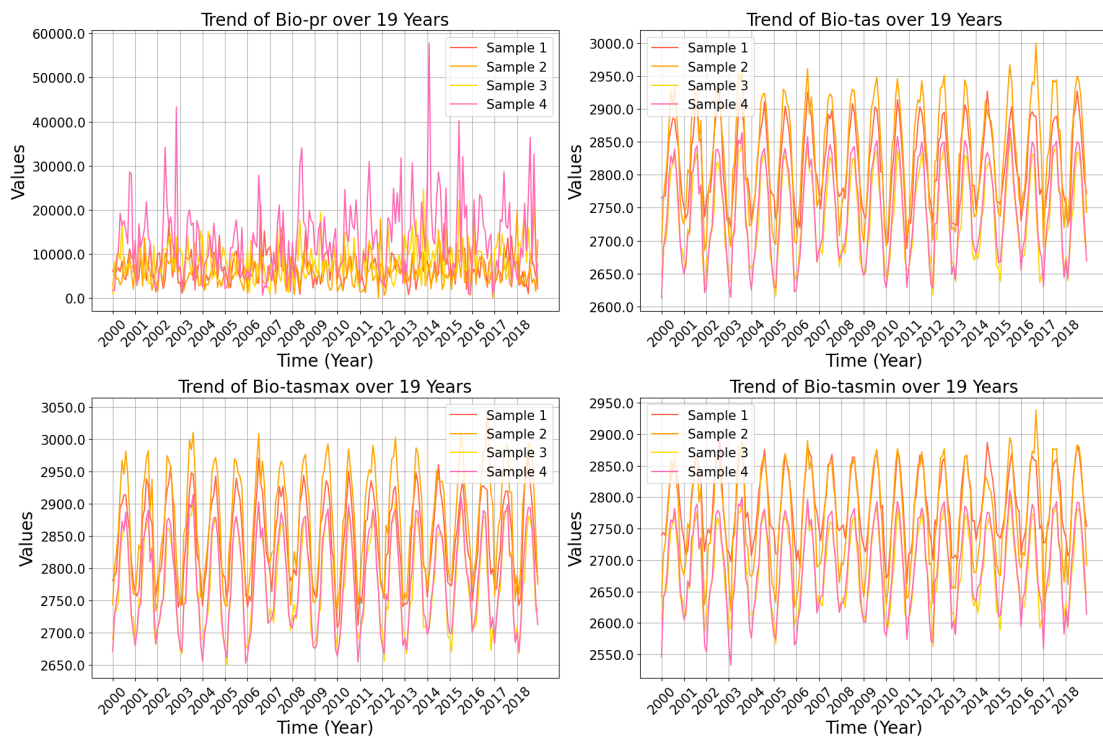 Trend of Bio-pr over 19 Years
60000.0
50000.0
40000.0
30000.0
20000.0
10000.0
0.0
Values
Sample 1
Sample 2
Sample 3
Sample 4
2000 2001 2002 2003 2004 2005 2006 2007 2008 2009 2010 2011 2012 2013 2014 2015 2016 2017 2018
Time (Year)
Trend of Bio-tas over 19 Years
3000.0
2950.0
2900.0
2850.0
2800.0
2750.0
2700.0
2650.0
2600.0
Values
Sample 1
Sample 2
Sample 3
Sample 4
2000 2001 2002 2003 2004 2005 2006 2007 2008 2009 2010 2011 2012 2013 2014 2015 2016 2017 2018
Time (Year)
Trend of Bio-tasmax over 19 Years
3050.0
3000.0
2950.0
2900.0
2850.0
2800.0
2750.0
2700.0
2650.0
Values
Sample 1
Sample 2
Sample 3
Sample 4
2000 2001 2002 2003 2004 2005 2006 2007 2008 2009 2010 2011 2012 2013 2014 2015 2016 2017 2018
Time (Year)
Trend of Bio-tasmin over 19 Years
2950.0
2900.0
2850.0
2800.0
2750.0
2700.0
2650.0
2600.0
2550.0
Values
Sample 1
Sample 2
Sample 3
Sample 4
2000 2001 2002 2003 2004 2005 2006 2007 2008 2009 2010 2011 2012 2013 2014 2015 2016 2017 2018
Time (Year)